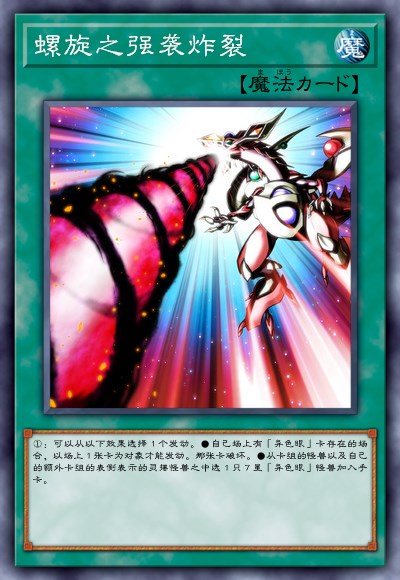 螺旋之强袭炸裂
魔
【魔法カード】
ま ほう
①：可以从以下效果选择1个发动。●自己场上有「异色眼」卡存在的场
合，以场上1张卡为对象才能发动。那张卡破坏。●从卡组的怪兽以及自己
的额外卡组的表侧表示的灵摆怪兽之中选1只7星「异色眼」怪兽加入手
卡。